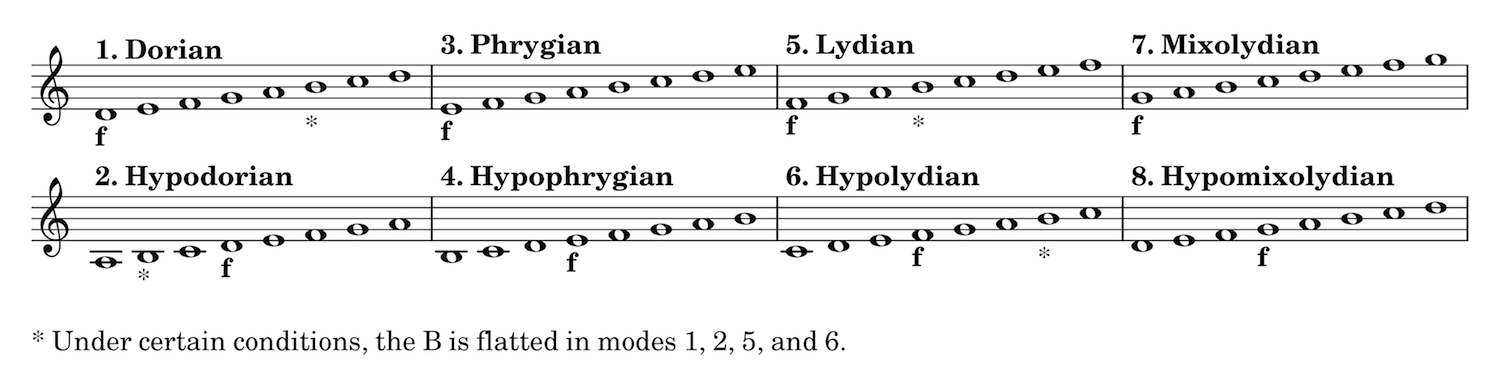 1. Dorian 3. Phrygian 5. Lydian 7. Mixolydian
* *
f f f f
2. Hypodorian 4. Hypophrygian 6. Hypolydian 8. Hypomixolydian
* f f f * f
* Under certain conditions, the B is flatted in modes 1, 2, 5, and 6.